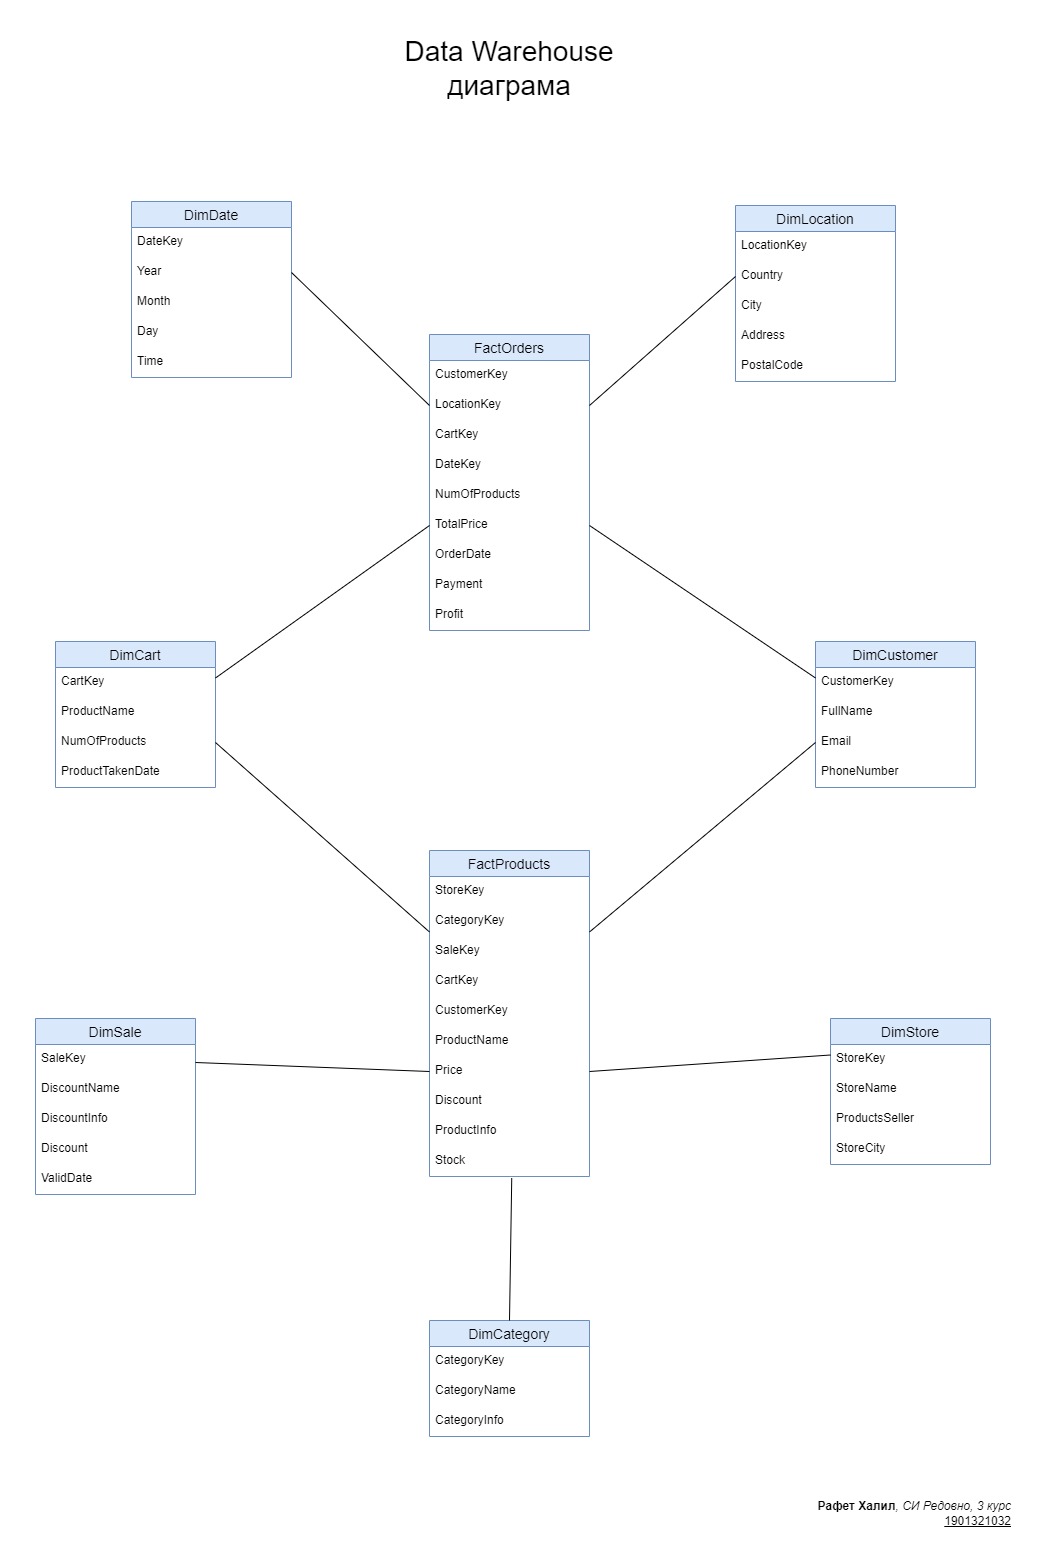 Data Warehouse
диаграма
DimDate
DateKey
Year
Month
Day
Time
DimLocation
LocationKey
Country
City
Address
PostalCode
FactOrders
CustomerKey
LocationKey
CartKey
DateKey
NumOfProducts
TotalPrice
OrderDate
Payment
Profit
DimCart
CartKey
ProductName
NumOfProducts
ProductTakenDate
DimCustomer
CustomerKey
FullName
Email
PhoneNumber
FactProducts
StoreKey
CategoryKey
SaleKey
CartKey
CustomerKey
ProductName
Price
Discount
ProductInfo
Stock
DimSale
SaleKey
DiscountName
DiscountInfo
Discount
ValidDate
DimStore
StoreKey
StoreName
ProductsSeller
StoreCity
DimCategory
CategoryKey
CategoryName
CategoryInfo
Рафет Халил, СИ Редовно, 3 курс
1901321032